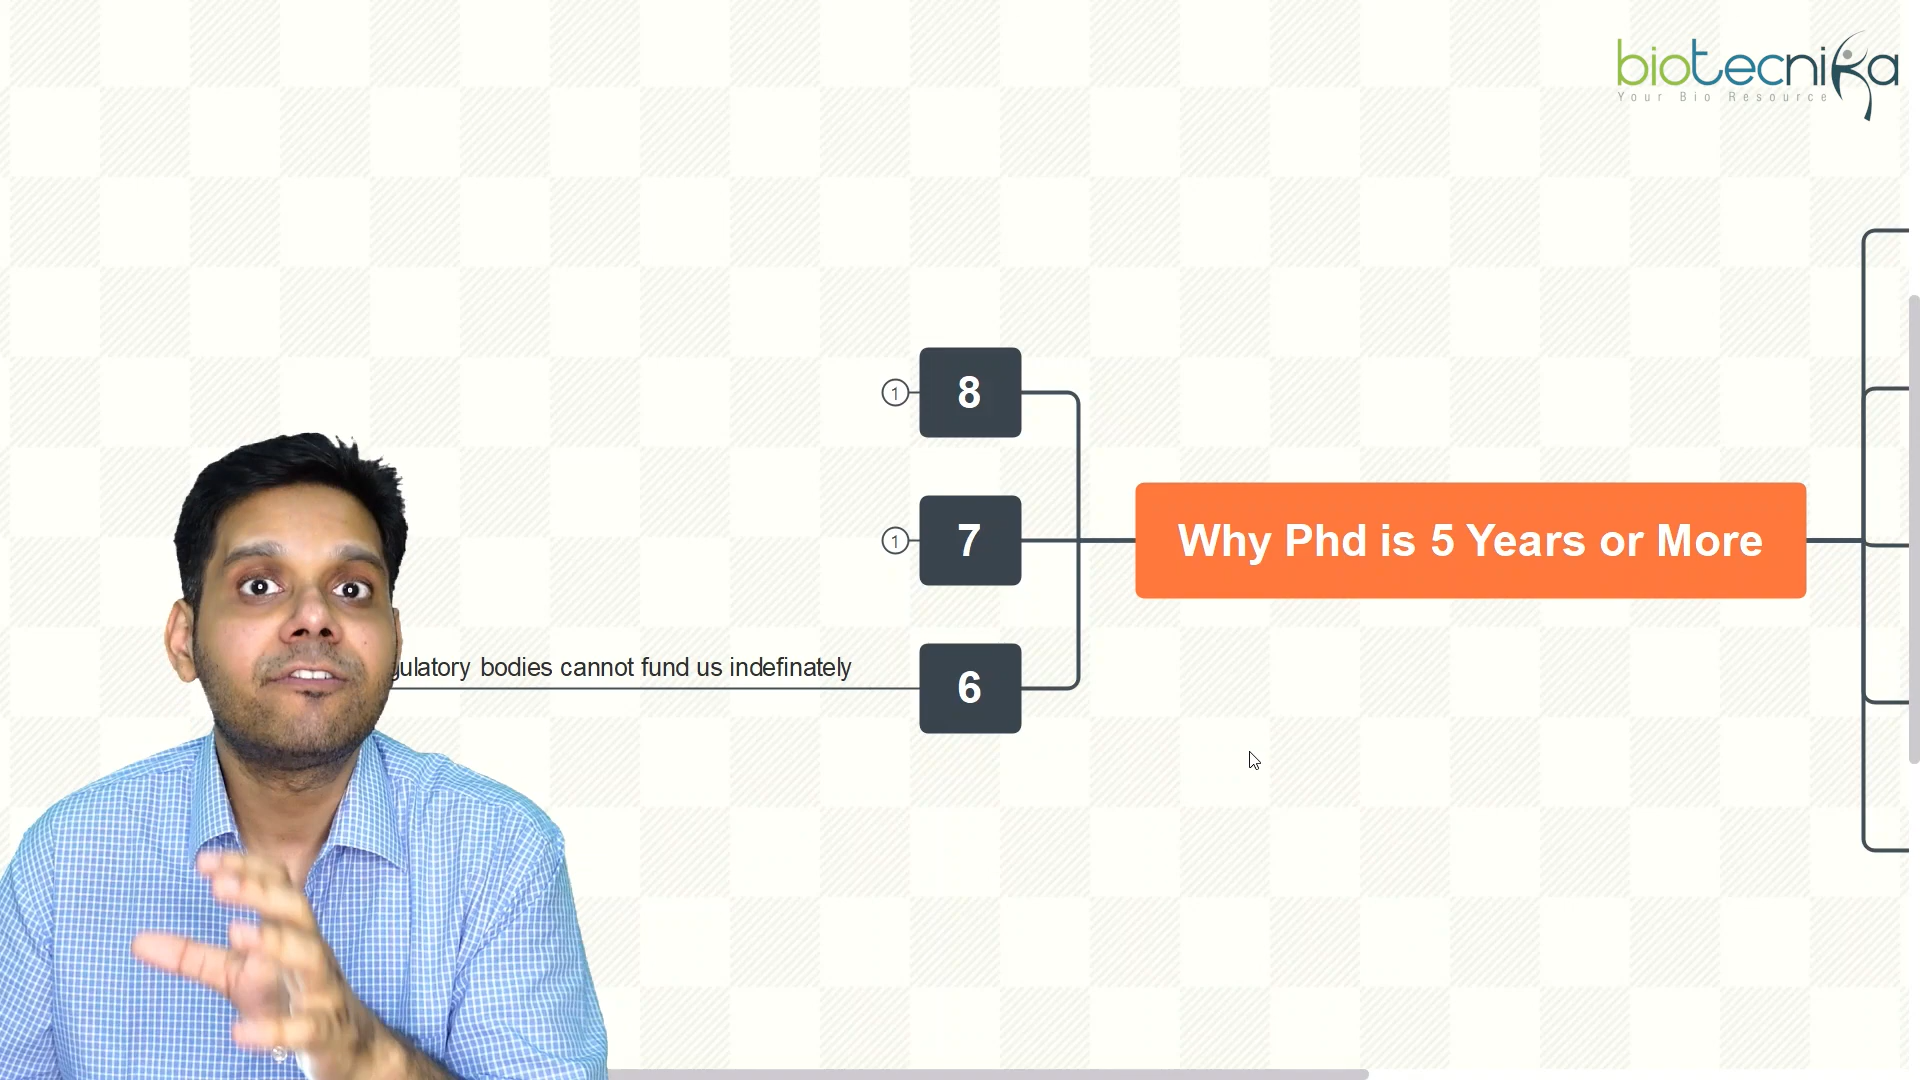 biotecnika
Your Bio Resource
1
8
1
7
Why Phd is 5 Years or More
bodies cannot fund us indefinately
6